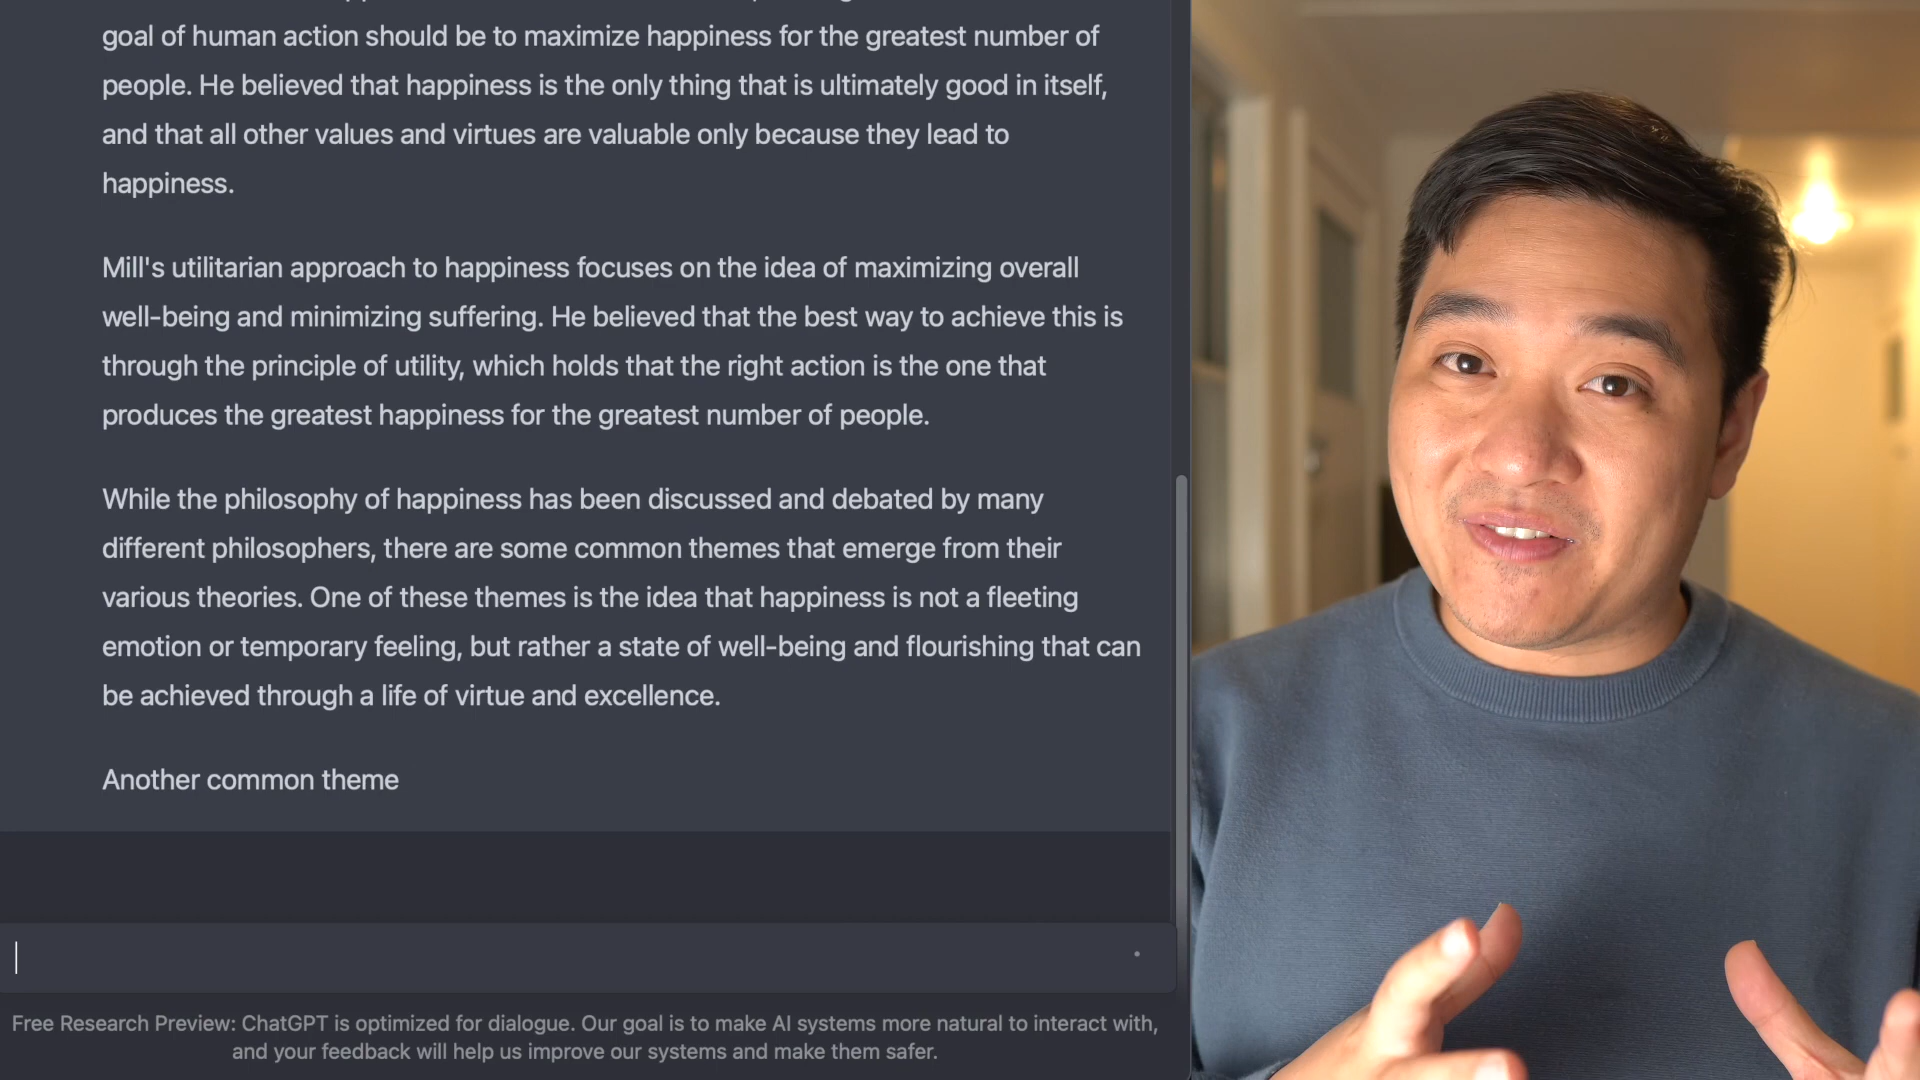 goal of human action should be to maximize happiness for the greatest number of
people. He believed that happiness is the only thing that is ultimately good in itself,
and that all other values and virtues are valuable only because they lead to
happiness.
Mill's utilitarian approach to happiness focuses on the idea of maximizing overall
well-being and minimizing suffering. He believed that the best way to achieve this is
through the principle of utility, which holds that the right action is the one that
produces the greatest happiness for the greatest number of people.
While the philosophy of happiness has been discussed and debated by many
different philosophers, there are some common themes that emerge from their
various theories. One of these themes is the idea that happiness is not a fleeting
emotion or temporary feeling, but rather a state of well-being and flourishing that can
be achieved through a life of virtue and excellence.
Another common theme
Free Research Preview: ChatGPT is optimized for dialogue. Our goal is to make AI systems more natural to interact with,
and your feedback will help us improve our systems and make them safer.